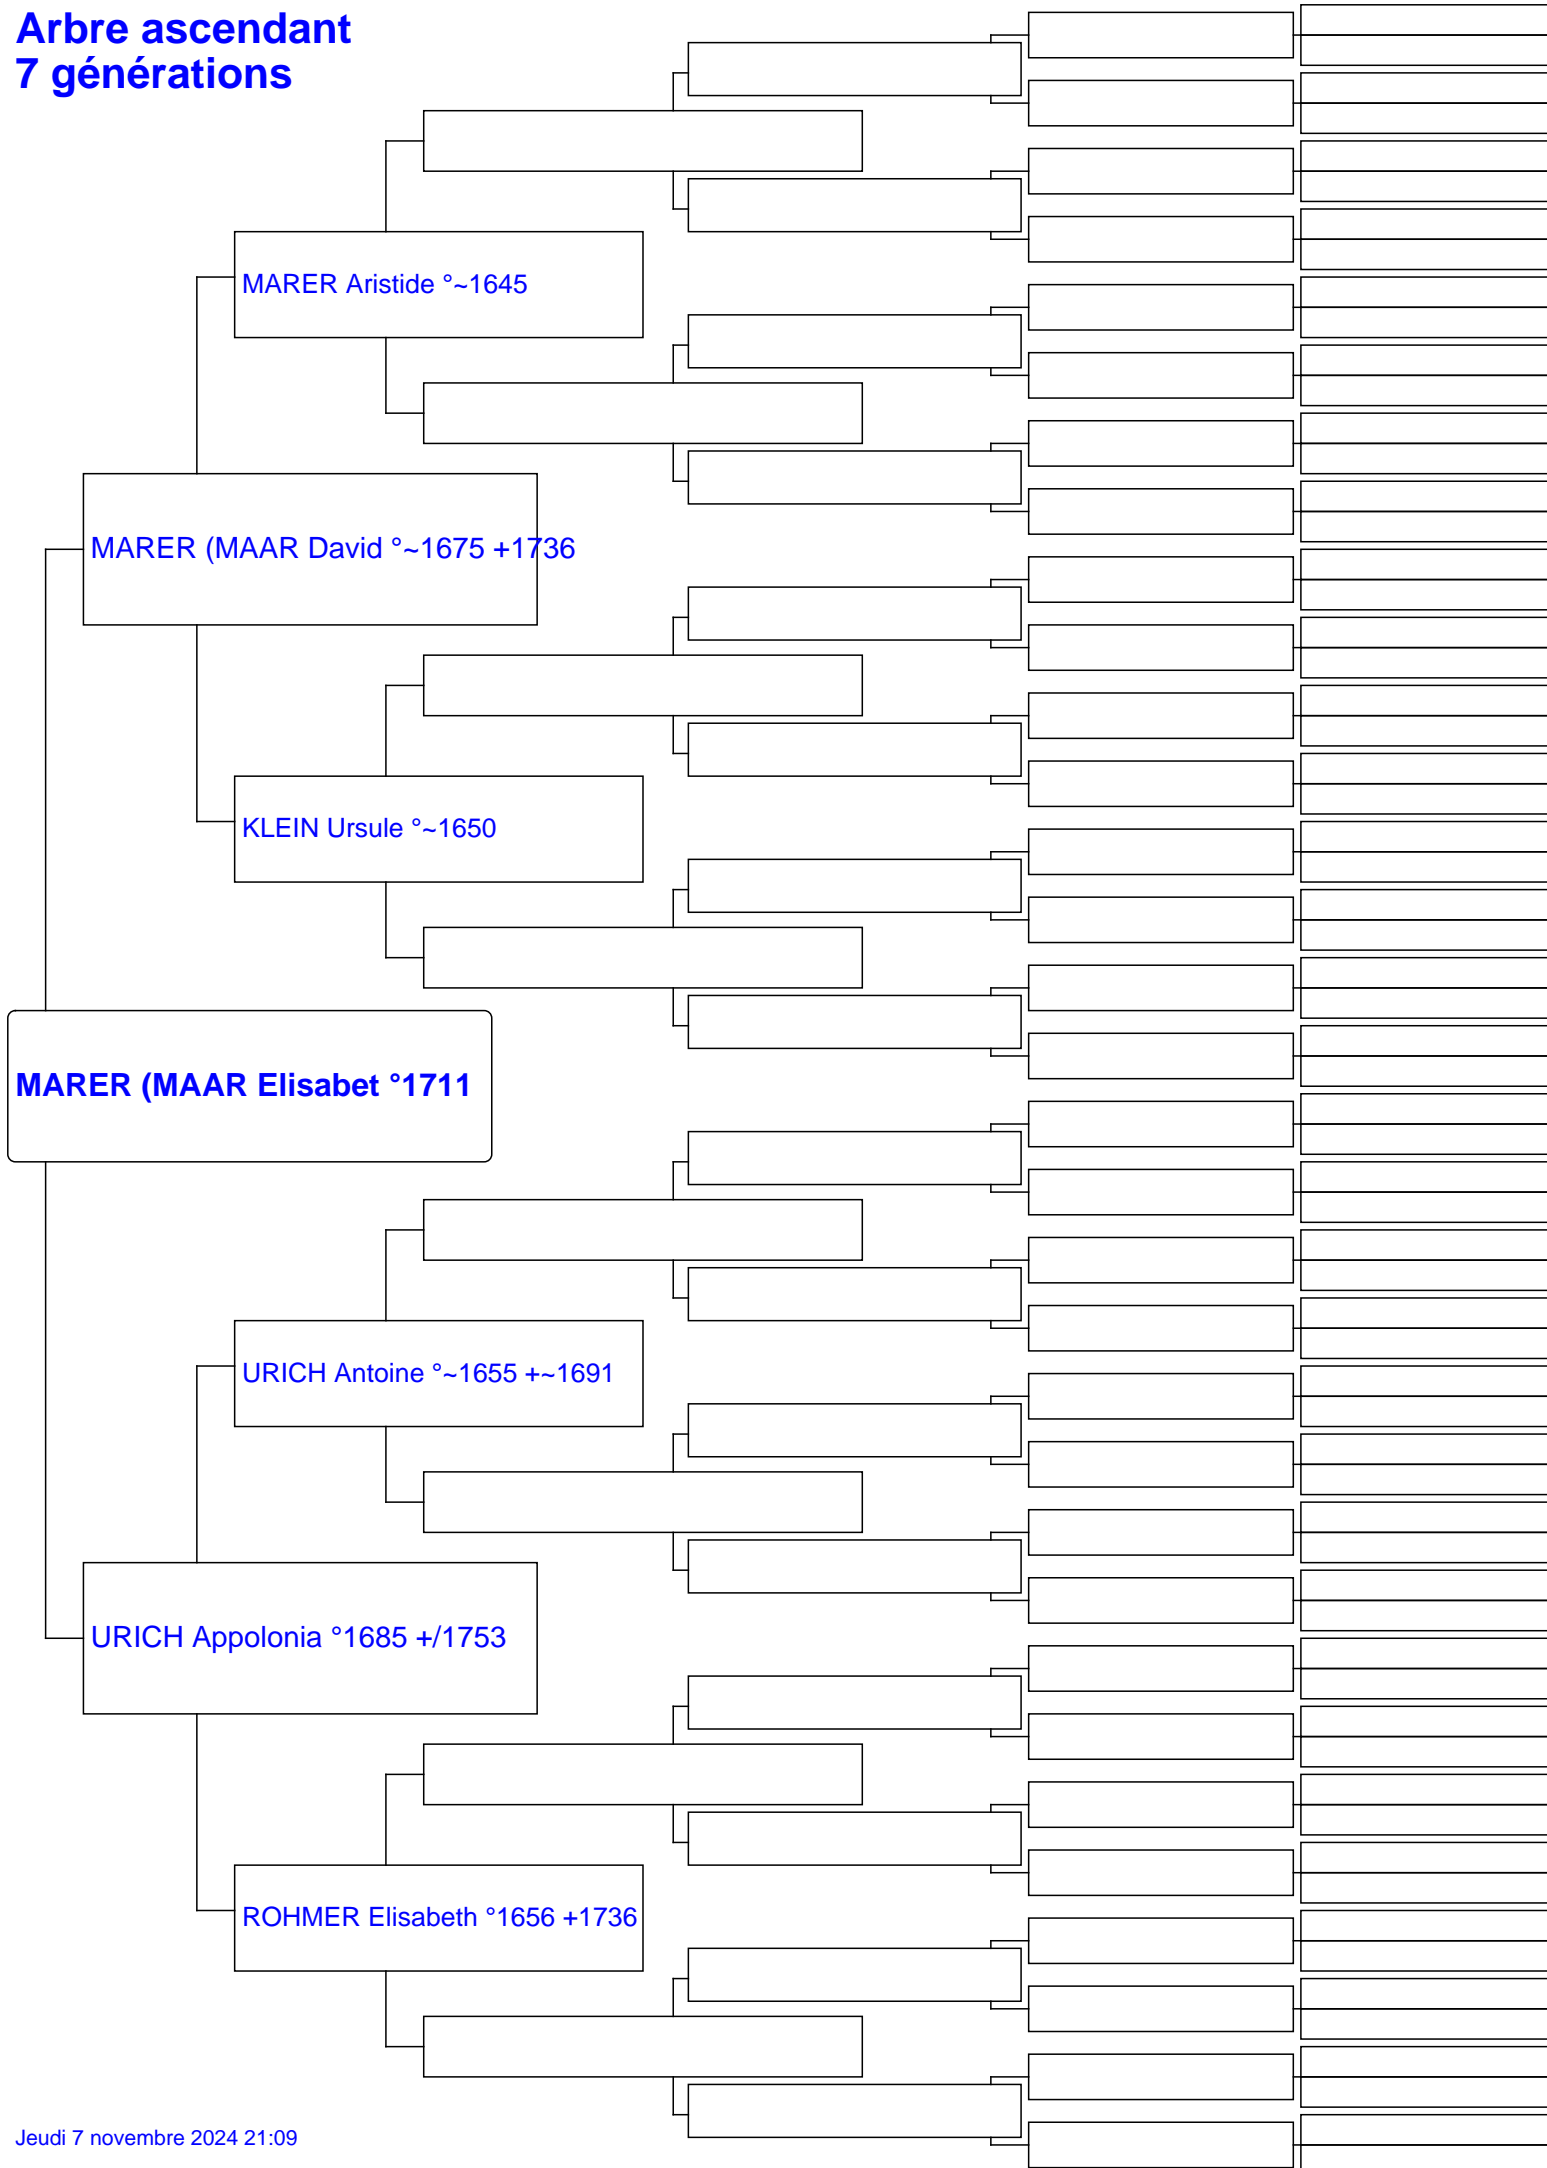 Arbre ascendant
7 générations
MARER Aristide °~1645
MARER (MAAR David °~1675 +1736
KLEIN Ursule °~1650
MARER (MAAR Elisabet °1711
URICH Antoine °~1655 +~1691
URICH Appolonia °1685 +/1753
ROHMER Elisabeth °1656 +1736
Jeudi 7 novembre 2024 21:09